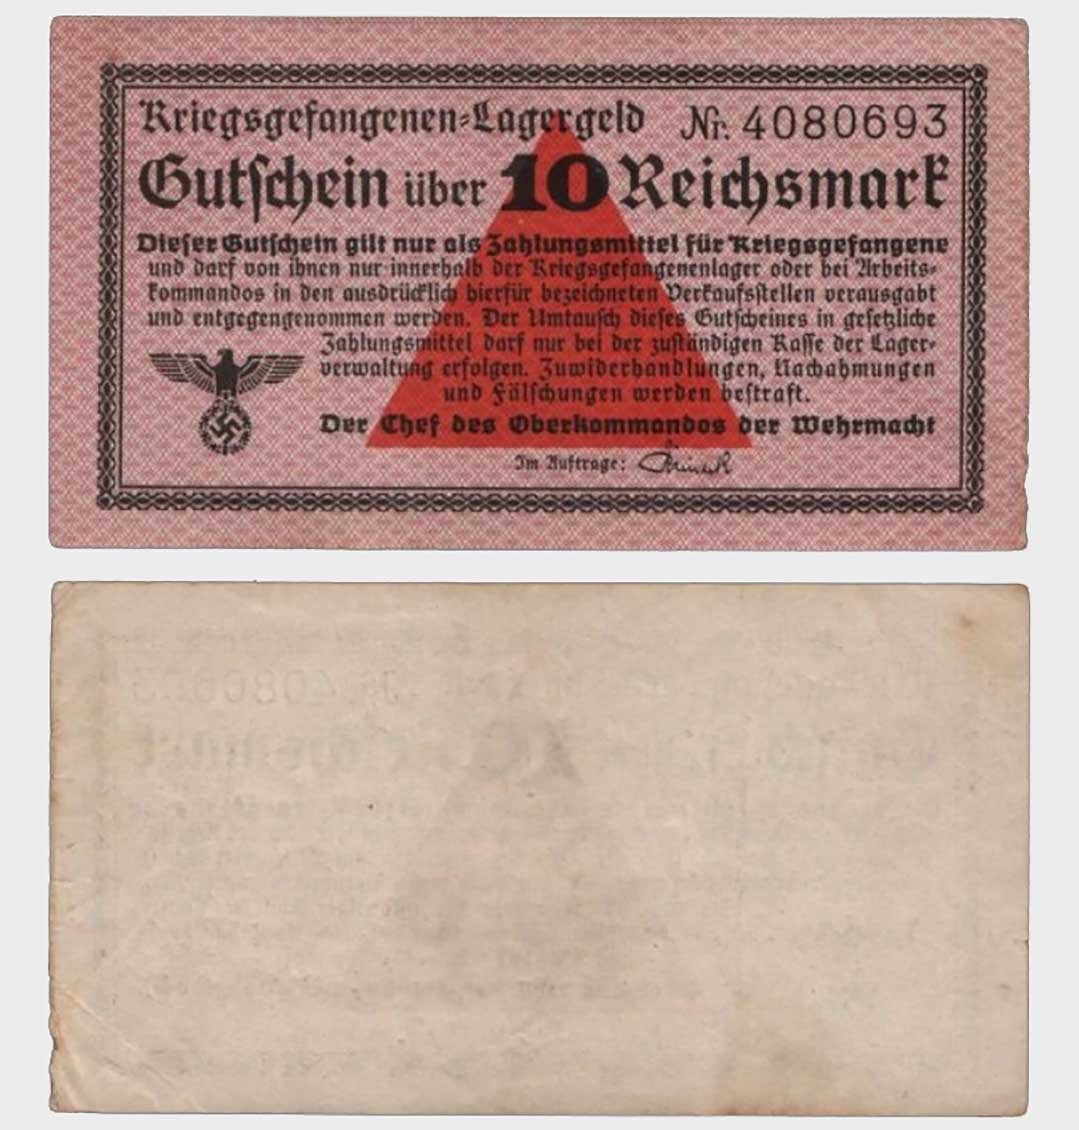 Kriegsgefangenen-Lagergeld Nr. 4080693
Gutschein über 10 Reichsmark
Dieser Gutschein gilt nur als Zahlungsmittel für Kriegsgefangene
und darf von ihnen nur innerhalb der Kriegsgefangenenlager oder bei Arbeits-
kommandos in den ausdrücklich hierfür bezeichneten Verkaufsstellen verausgabt
und entgegengenommen werden. Der Umtausch dieses Gutscheines in gesetzliche
Zahlungsmittel darf nur bei der zuständigen Kasse der Lager-
verwaltung erfolgen. Zuwiderhandlungen, Nachahmungen
und Fälschungen werden bestraft.
Der Chef des Oberkommandos der Wehrmacht
Im Auftrage: